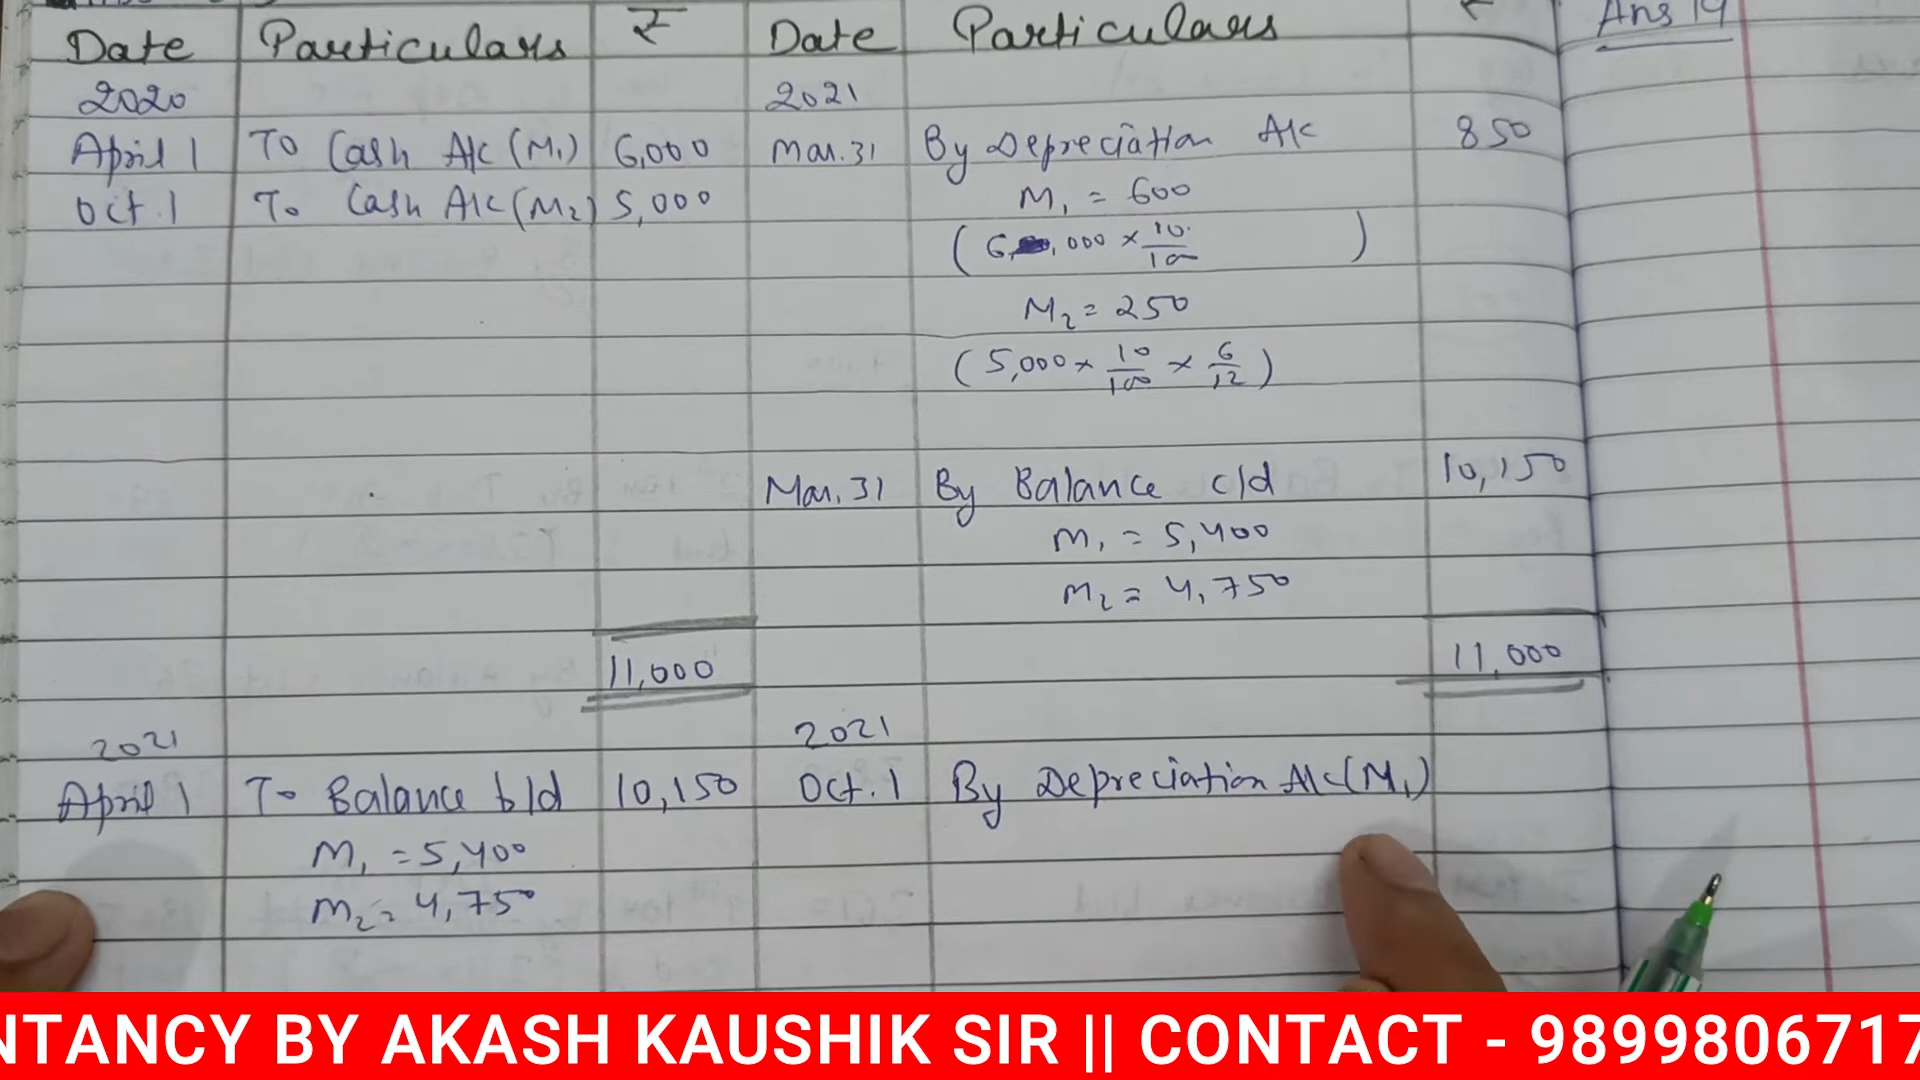 Ans 14
Date Particulars ₹ Date Particulars ₹
2020 2021
April 1 To Cash A/c (M1) 6,000 Mar. 31 By Depreciation A/c 850
Oct. 1 To Cash A/c (M2) 5,000 M1 = 600
(6,000 × 10/100)
M2 = 250
(5,000 × 10/100 × 6/12)
Mar. 31 By Balance c/d 10,150
M1 = 5,400
M2 = 4,750
11,000 11,000
2021 2021
April 1 To Balance b/d 10,150 Oct. 1 By Depreciation A/c (M1)
M1 = 5,400
M2 = 4,750
NTANCY BY AKASH KAUSHIK SIR || CONTACT - 9899806717